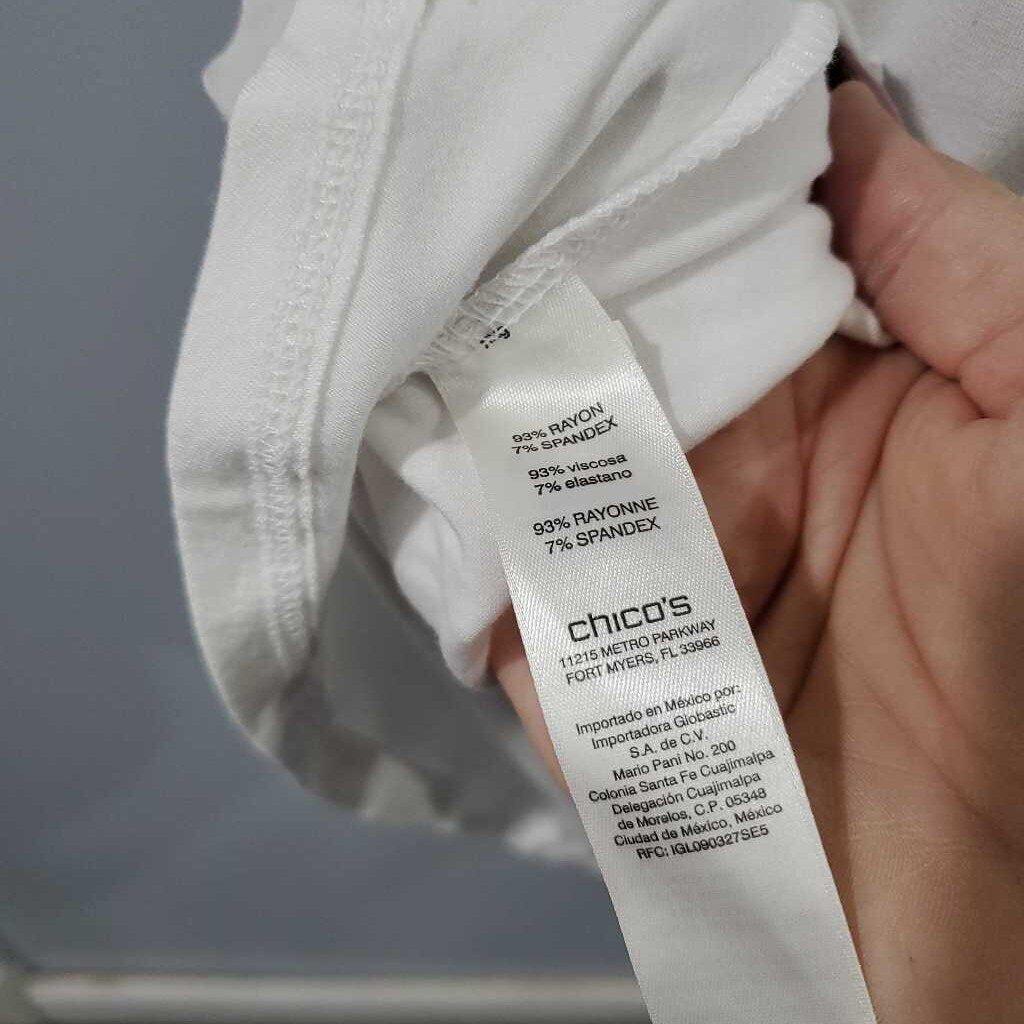 93% RAYON
7% SPANDEX
93% viscosa
7% elastano
93% RAYONNE
7% SPANDEX
chico's
11215 METRO PARKWAY
FORT MYERS, FL 33966
Importado en México por:
Importadora Globastic
S.A. de C.V.
Mario Pani No. 200
Colonia Santa Fe Cuajimalpa
Delegación Cuajimalpa
de Morelos, C.P. 05348
Ciudad de México, México
RFC: IGL090327SE5